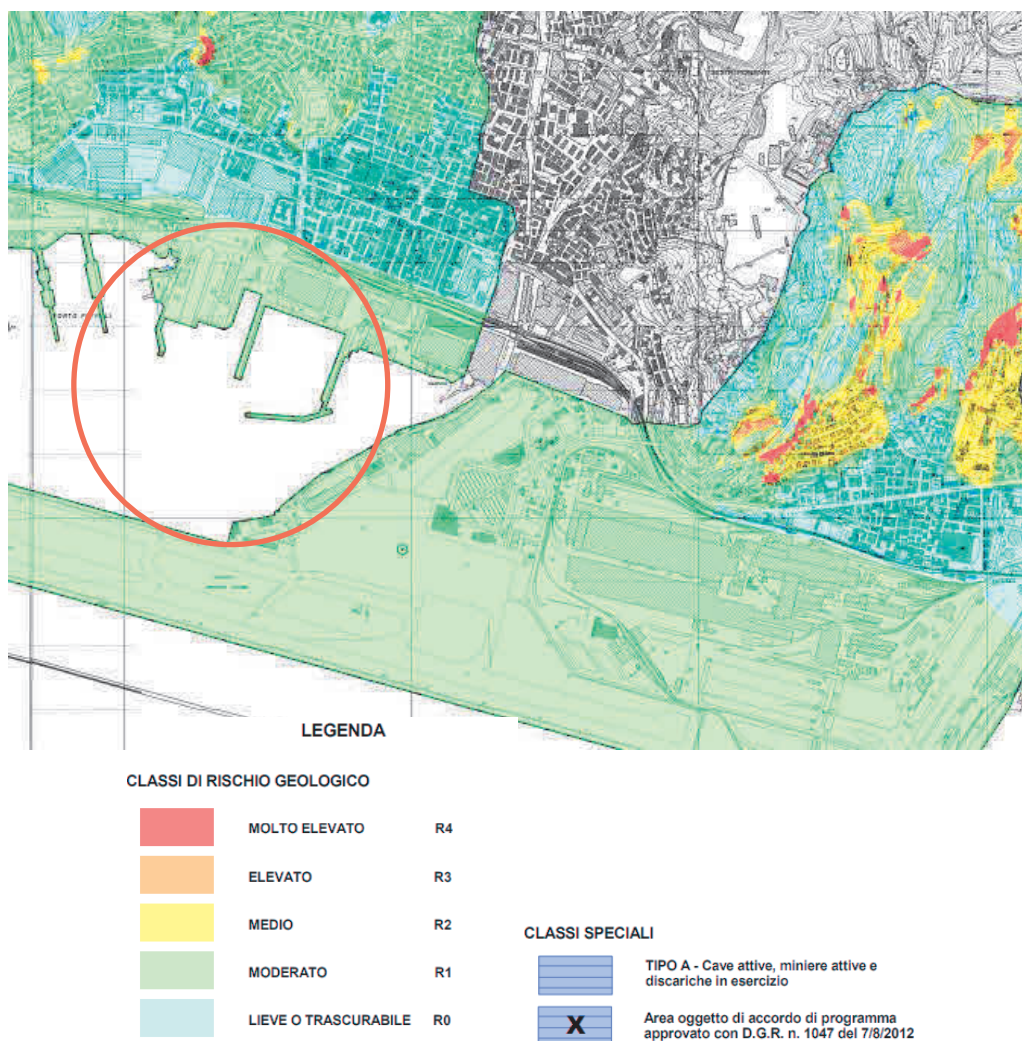 LEGENDA
CLASSI DI RISCHIO GEOLOGICO
MOLTO ELEVATO R4
ELEVATO R3
MEDIO R2
MODERATO R1
LIEVE O TRASCURABILE R0
CLASSI SPECIALI
TIPO A - Cave attive, miniere attive e
discariche in esercizio
X
Area oggetto di accordo di programma
approvato con D.G.R. n. 1047 del 7/8/2012